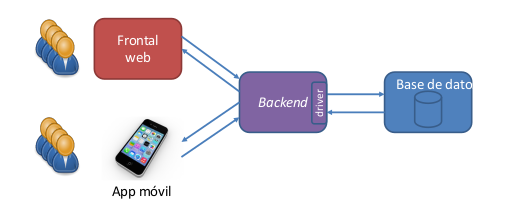 Frontal
web
Backend
driver
Base de dato
App móvil